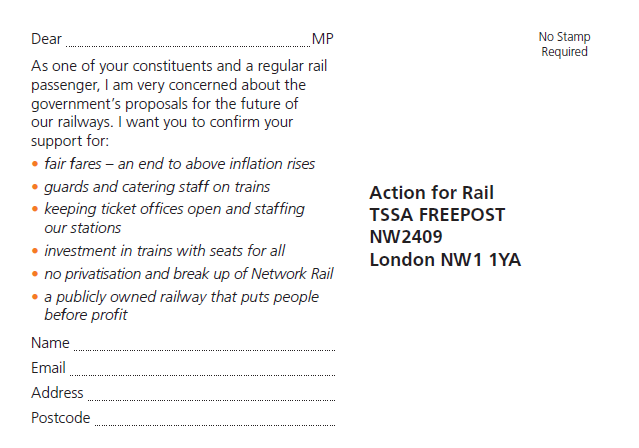 Dear MP
As one of your constituents and a regular rail
passenger, I am very concerned about the
government's proposals for the future of
our railways. I want you to confirm your
support for:
• fair fares – an end to above inflation rises
• guards and catering staff on trains
• keeping ticket offices open and staffing
our stations
• investment in trains with seats for all
• no privatisation and break up of Network Rail
• a publicly owned railway that puts people
before profit
Name
Email
Address
Postcode
No Stamp
Required
Action for Rail
TSSA FREEPOST
NW2409
London NW1 1YA